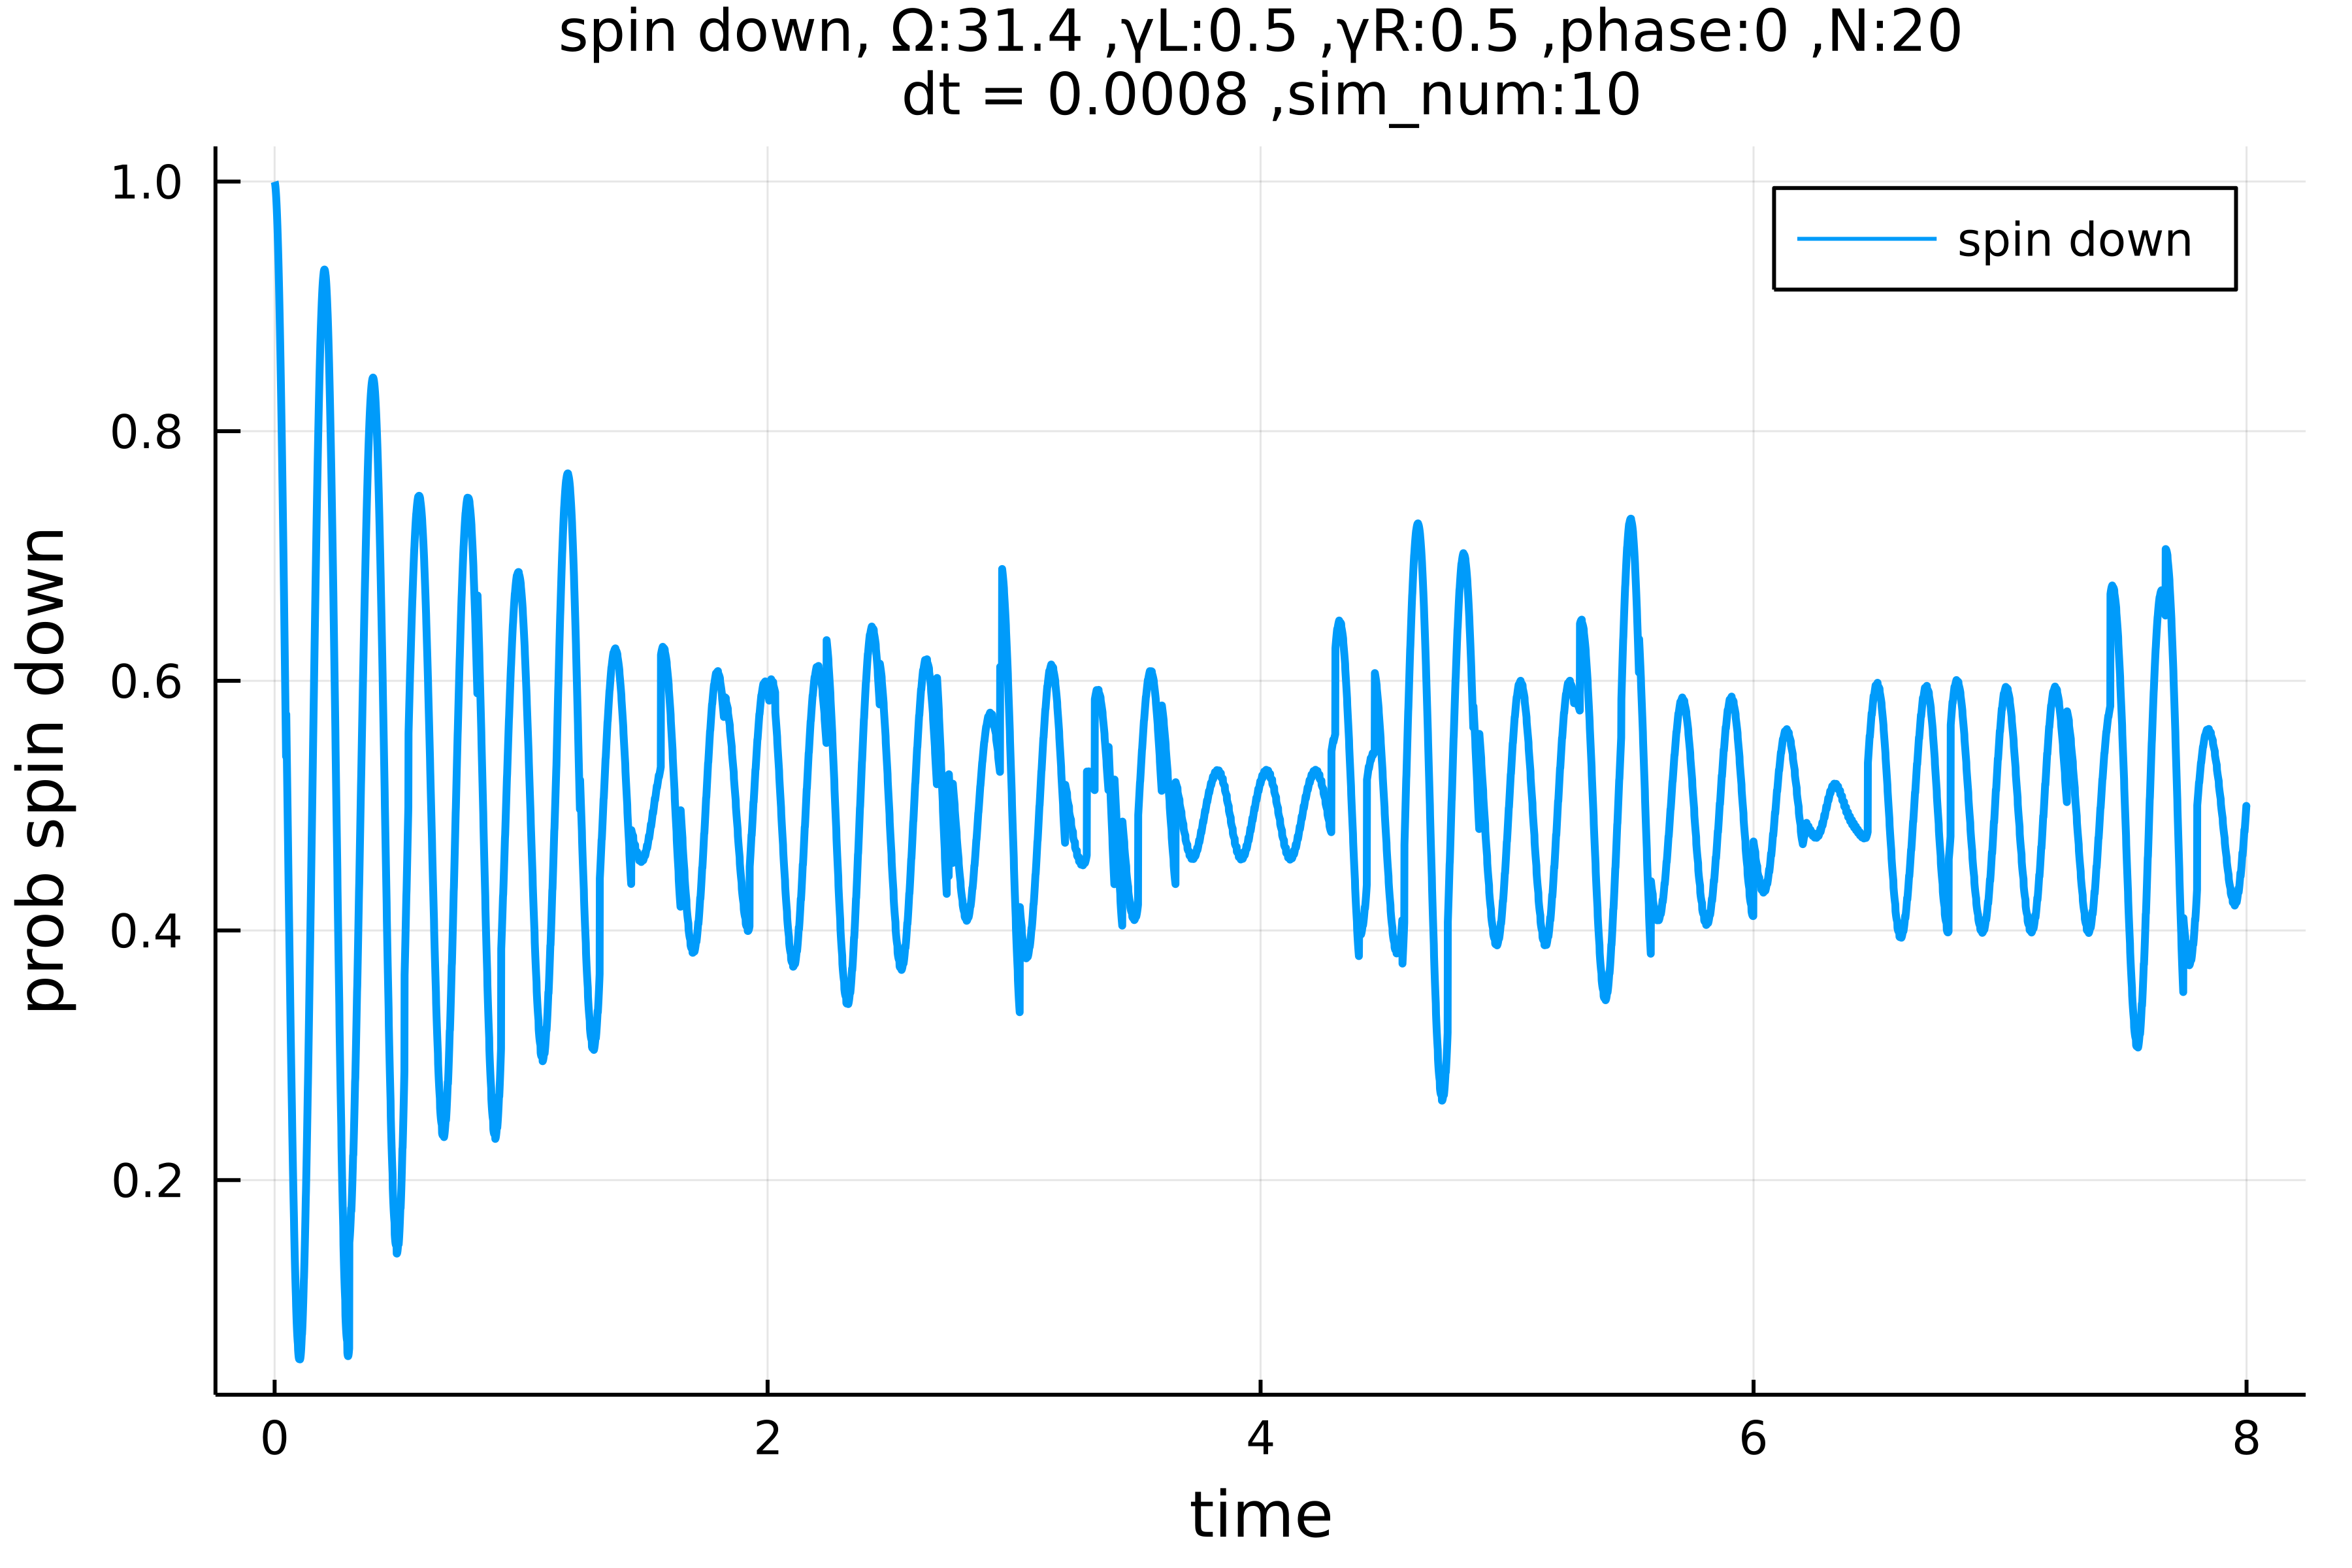 spin down, Ω:31.4 ,γL:0.5 ,γR:0.5 ,phase:0 ,N:20
dt = 0.0008 ,sim_num:10
1.0
0.8
0.6
0.4
0.2
prob spin down
spin down
0 2 4 6 8
time